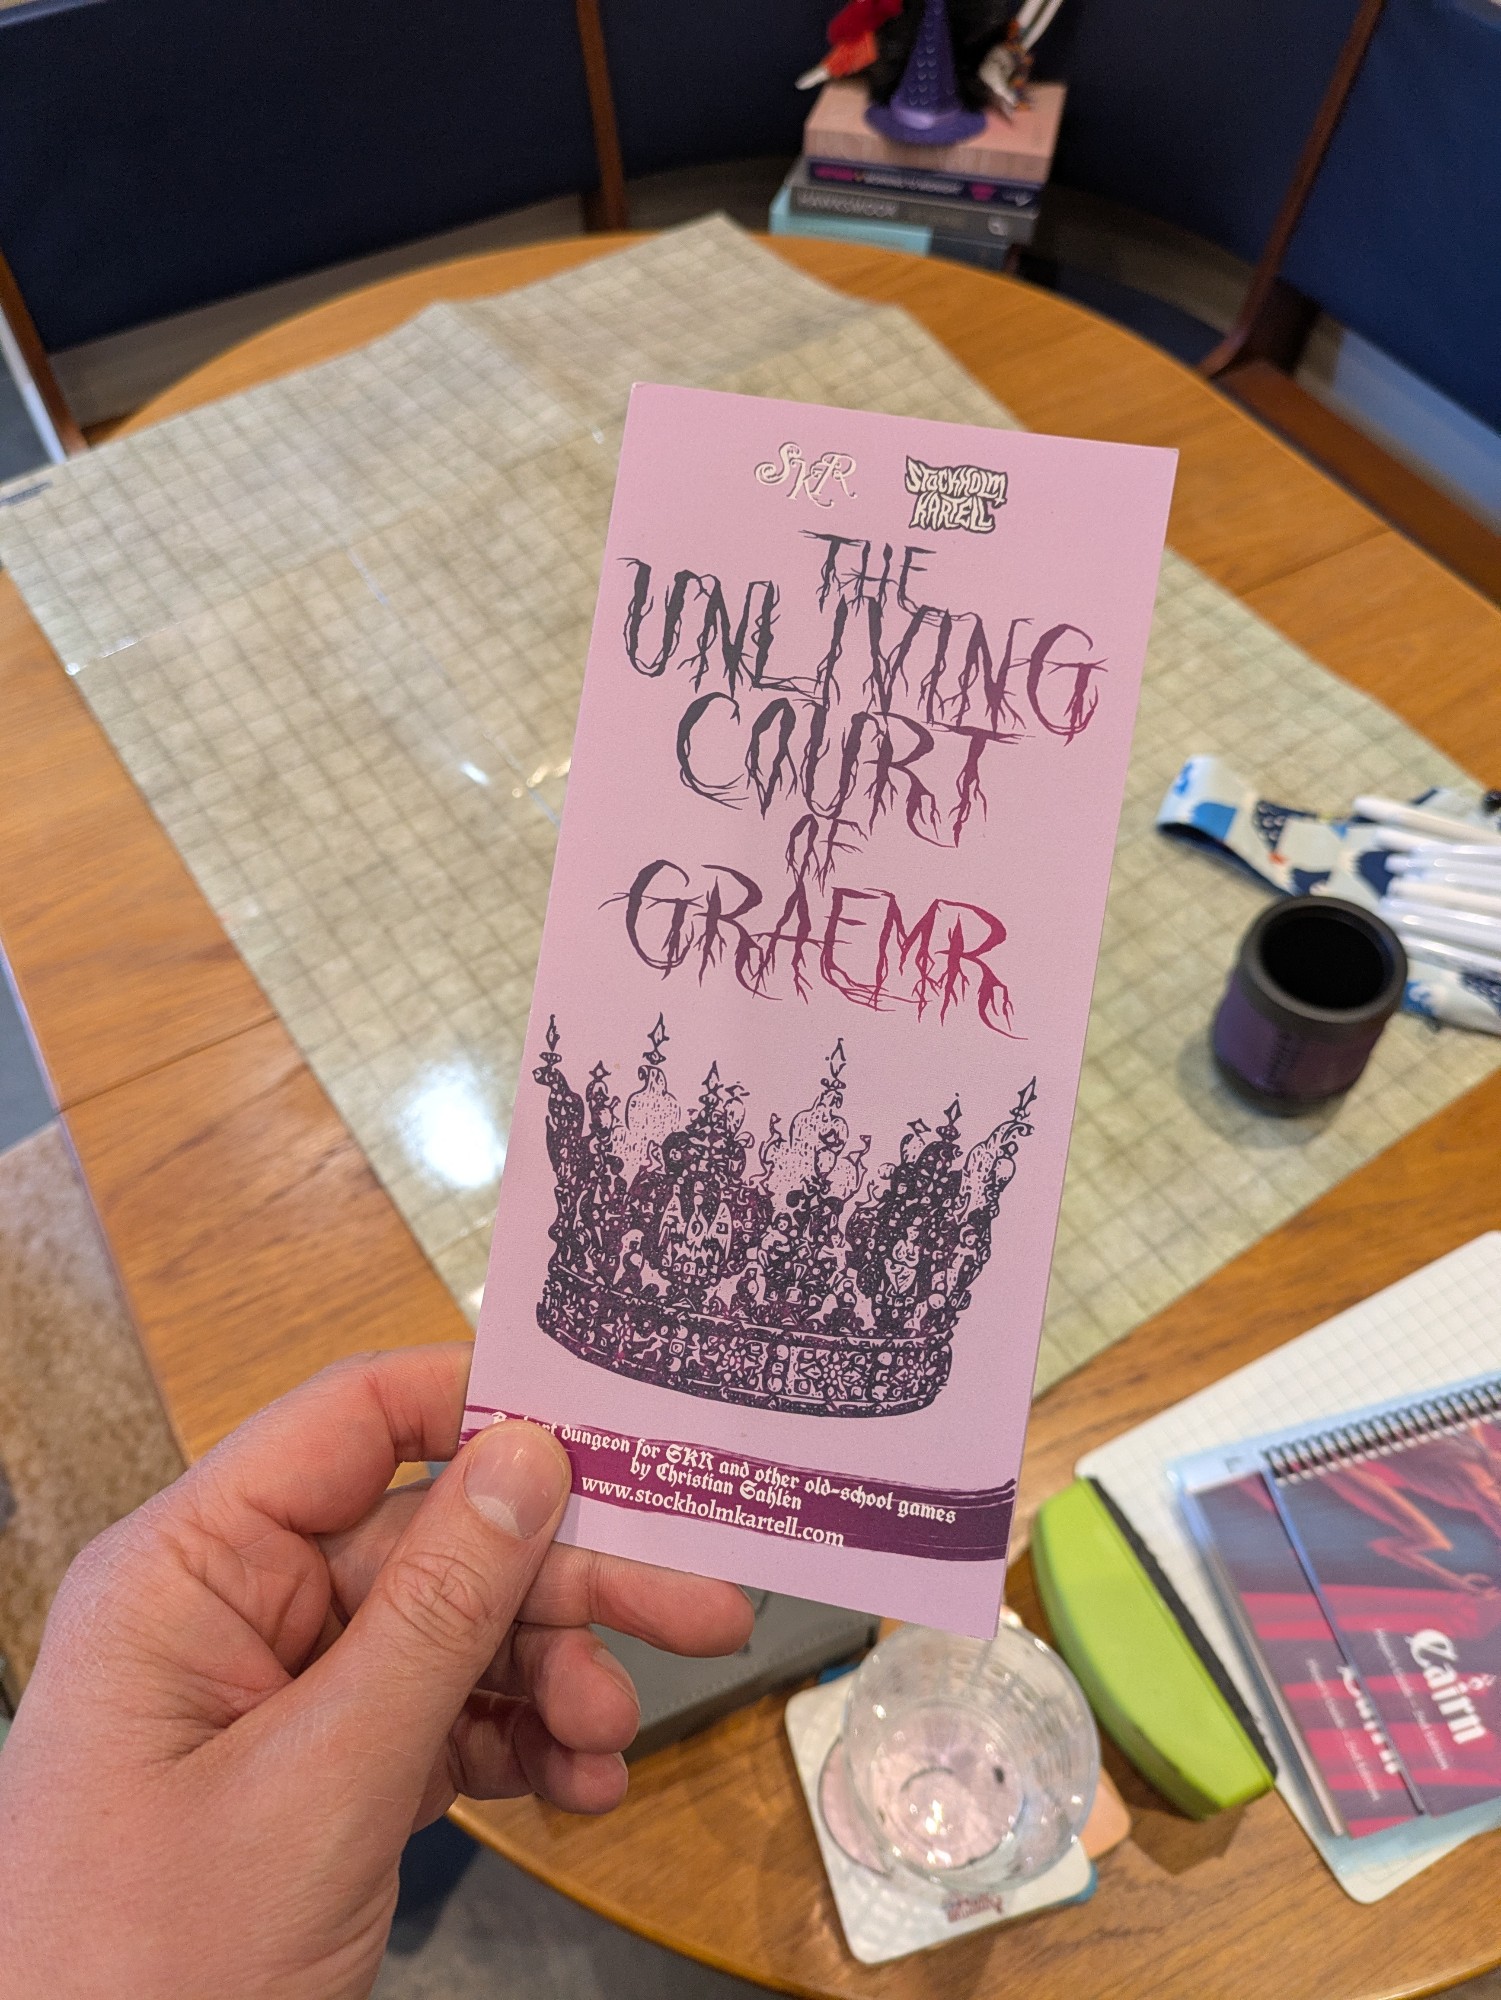 SKR
STOCKHOLM
KARTELL
THE
UNLIVING
COURT
OF
GRAEMR
dungeon for SKR and other old-school games
by Christian Sahlén
www.stockholmkartell.com
Cairn